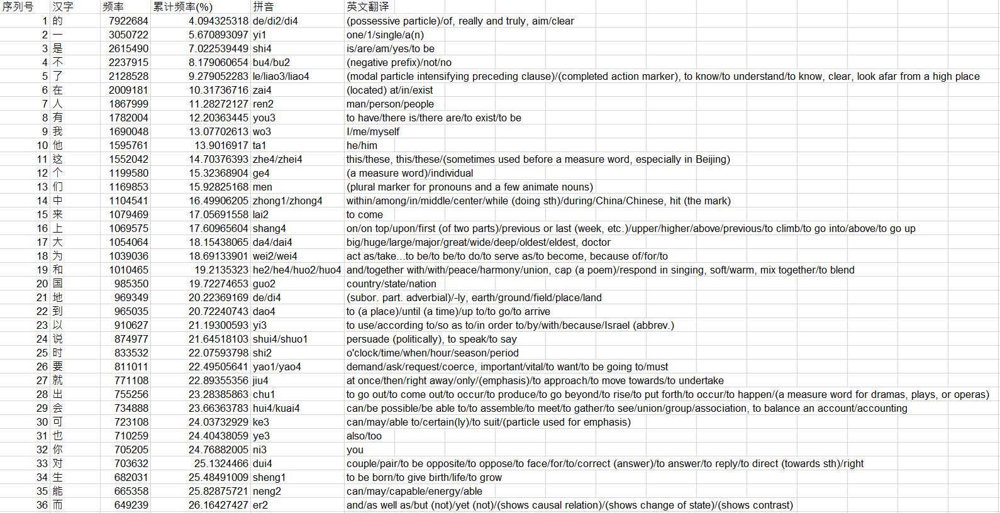 序列号 汉字 频率 累计频率(%) 拼音 英文翻译
1 的 7922684 4.094325318 de/di2/di4 (possessive particle)/of, really and truly, aim/clear
2 一 3050722 5.670893097 yi1 one/1/single/a(n)
3 是 2615490 7.022539449 shi4 is/are/am/yes/to be
4 不 2237915 8.179060654 bu4/bu2 (negative prefix)/not/no
5 了 2128528 9.279052283 le/liao3/liao4 (modal particle intensifying preceding clause)/(completed action marker), to know/to understand/to know, clear, look afar from a high place
6 在 2009181 10.31736716 zai4 (located) at/in/exist
7 人 1867999 11.28272127 ren2 man/person/people
8 有 1782004 12.20363445 you3 to have/there is/there are/to exist/to be
9 我 1690048 13.07702613 wo3 I/me/myself
10 他 1595761 13.9016917 ta1 he/him
11 这 1552042 14.70376393 zhe4/zhei4 this/these, this/these/(sometimes used before a measure word, especially in Beijing)
12 个 1199580 15.32368904 ge4 (a measure word)/individual
13 们 1169853 15.92825168 men (plural marker for pronouns and a few animate nouns)
14 中 1104541 16.49906205 zhong1/zhong4 within/among/in/middle/center/while (doing sth)/during/China/Chinese, hit (the mark)
15 来 1079469 17.05691558 lai2 to come
16 上 1069575 17.60965604 shang4 on/on top/upon/first (of two parts)/previous or last (week, etc.)/upper/higher/above/previous/to climb/to go into/above/to go up
17 大 1054064 18.15438065 da4/dai4 big/huge/large/major/great/wide/deep/oldest/eldest, doctor
18 为 1039036 18.69133901 wei2/wei4 act as/take...to be/to be/to do/to serve as/to become, because of/for/to
19 和 1010465 19.2135323 he2/he4/huo2/huo4 and/together with/with/peace/harmony/union, cap (a poem)/respond in singing, soft/warm, mix together/to blend
20 国 985350 19.72274653 guo2 country/state/nation
21 地 969349 20.22369169 de/di4 (subor. part. adverbial)/-ly, earth/ground/field/place/land
22 到 965035 20.72240743 dao4 to (a place)/until (a time)/up to/to go/to arrive
23 以 910627 21.19300593 yi3 to use/according to/so as to/in order to/by/with/because/Israel (abbrev.)
24 说 874977 21.64518103 shui4/shuo1 persuade (politically), to speak/to say
25 时 833532 22.07593798 shi2 o'clock/time/when/hour/season/period
26 要 811011 22.49505641 yao1/yao4 demand/ask/request/coerce, important/vital/to want/to be going to/must
27 就 771108 22.89355356 jiu4 at once/then/right away/only/(emphasis)/to approach/to move towards/to undertake
28 出 755256 23.28385863 chu1 to go out/to come out/to occur/to produce/to go beyond/to rise/to put forth/to occur/to happen/(a measure word for dramas, plays, or operas)
29 会 734888 23.66363783 hui4/kuai4 can/be possible/be able to/to assemble/to meet/to gather/to see/union/group/association, to balance an account/accounting
30 可 723108 24.03732929 ke3 can/may/able to/certain(ly)/to suit/(particle used for emphasis)
31 也 710259 24.40438059 ye3 also/too
32 你 705205 24.76882005 ni3 you
33 对 703632 25.1324466 dui4 couple/pair/to be opposite/to oppose/to face/for/to/correct (answer)/to answer/to reply/to direct (towards sth)/right
34 生 682031 25.48491009 sheng1 to be born/to give birth/life/to grow
35 能 665358 25.82875721 neng2 can/may/capable/energy/able
36 而 649239 26.16427427 er2 and/as well as/but (not)/yet (not)/(shows causal relation)/(shows change of state)/(shows contrast)